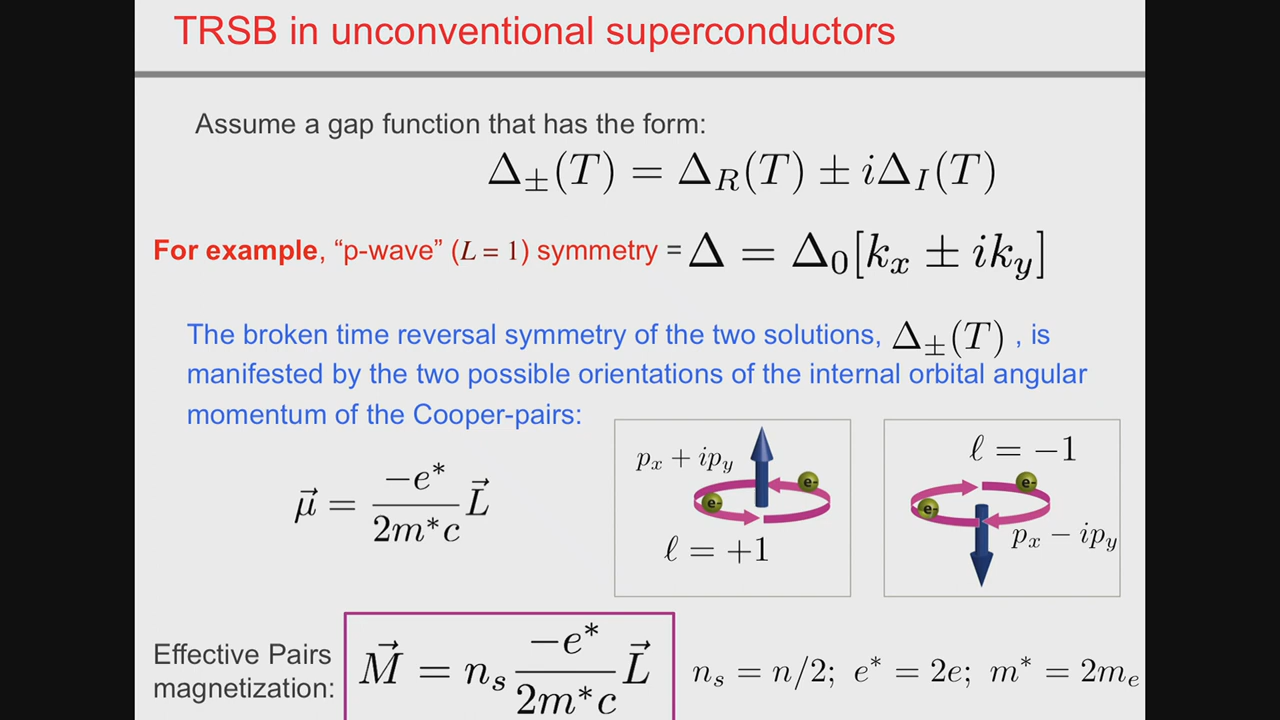 TRSB in unconventional superconductors
Assume a gap function that has the form:
Δ±(T) = Δ_R(T) ± iΔ_I(T)
For example, “p-wave” (L = 1) symmetry = Δ = Δ₀[k_x ± ik_y]
The broken time reversal symmetry of the two solutions, Δ±(T) , is
manifested by the two possible orientations of the internal orbital angular
momentum of the Cooper-pairs:
μ⃗ = −e*/2m*c L⃗
p_x + ip_y
e-
e-
ℓ = +1
ℓ = −1
e-
e-
p_x − ip_y
Effective Pairs
magnetization:
M⃗ = n_s −e*/2m*c L⃗
n_s = n/2; e* = 2e; m* = 2m_e